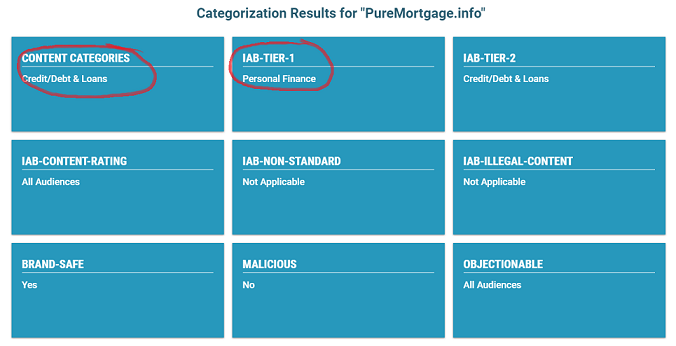 Categorization Results for "PureMortgage.info"
CONTENT CATEGORIES
Credit/Debt & Loans
IAB-TIER-1
Personal Finance
IAB-TIER-2
Credit/Debt & Loans
IAB-CONTENT-RATING
All Audiences
IAB-NON-STANDARD
Not Applicable
IAB-ILLEGAL-CONTENT
Not Applicable
BRAND-SAFE
Yes
MALICIOUS
No
OBJECTIONABLE
All Audiences